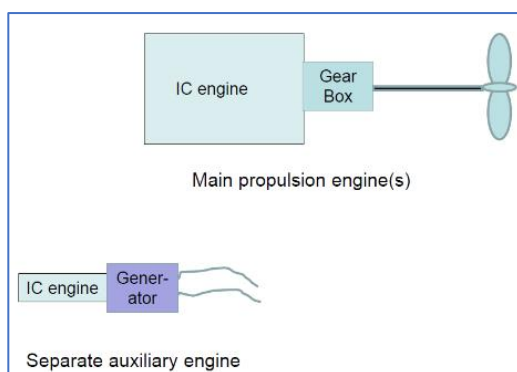 IC engine
Gear
Box
Main propulsion engine(s)
IC engine
Gener-
ator
Separate auxiliary engine